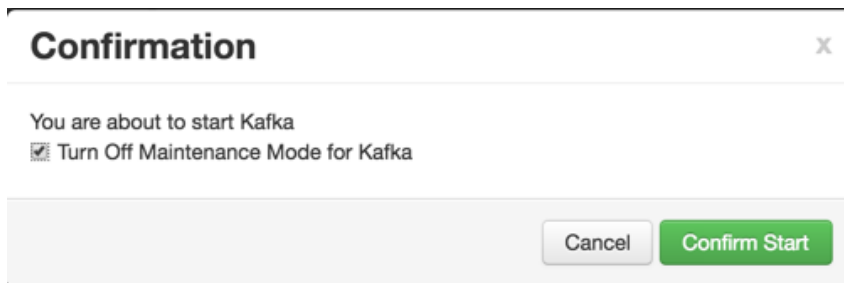 Confirmation
x
You are about to start Kafka
Turn Off Maintenance Mode for Kafka
Cancel
Confirm Start